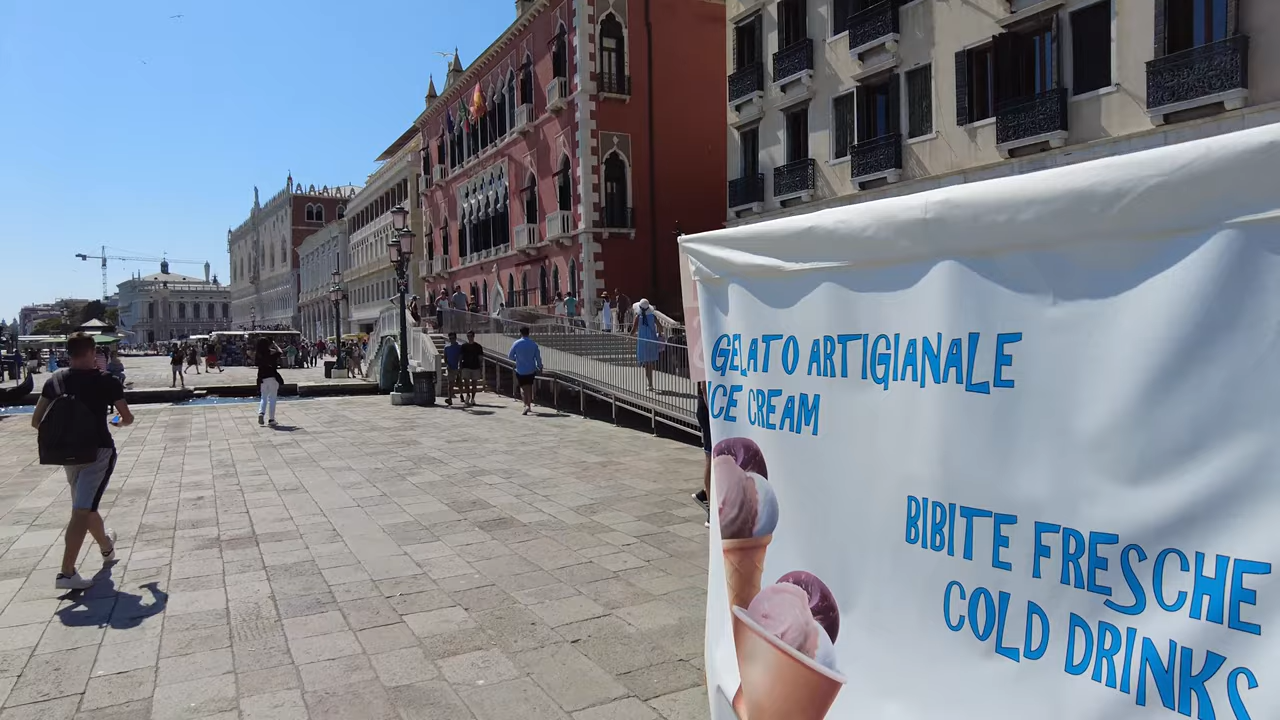 GELATO ARTIGIANALE
ICE CREAM
BIBITE FRESCHE
COLD DRINKS